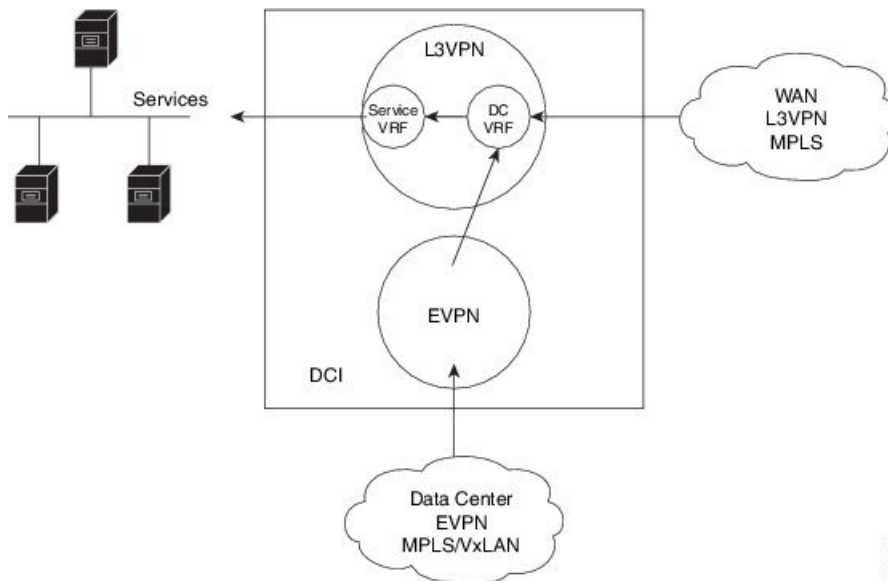 L3VPN
Services
Service
VRF
DC
VRF
WAN
L3VPN
MPLS
EVPN
DCI
Data Center
EVPN
MPLS/VxLAN